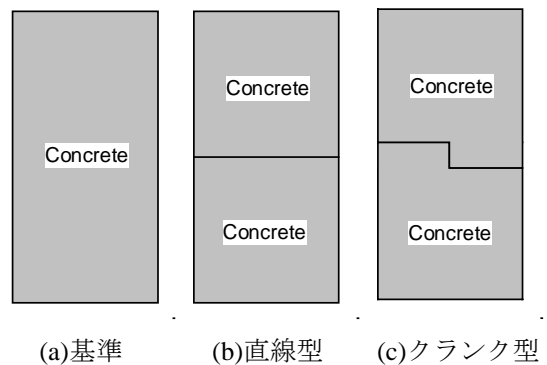 Concrete
Concrete
Concrete
Concrete
Concrete
(a)基準
(b)直線型
(c)クランク型